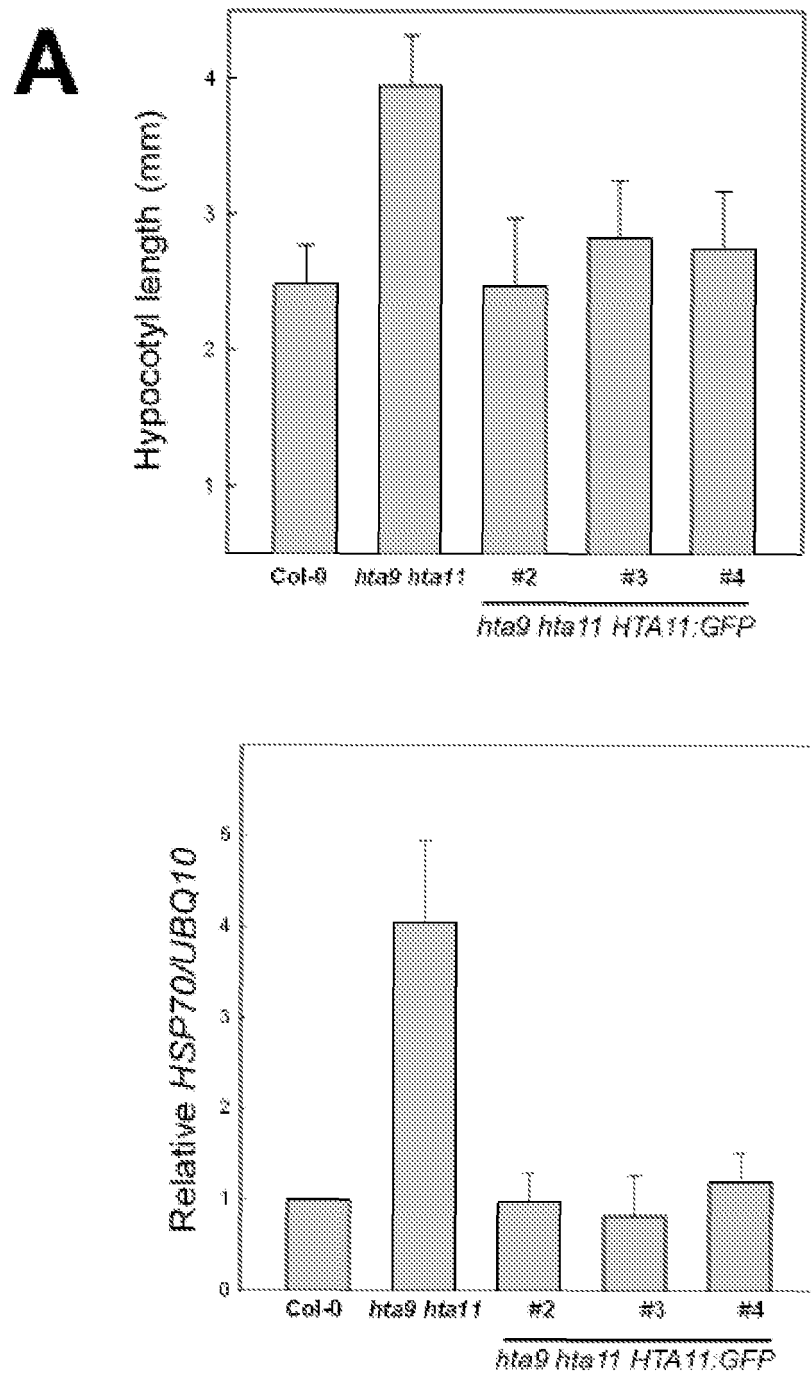 A
Hypocotyl length (mm)
4
3
2
1
Col-0 hta9 hta11 #2 #3 #4
hta9 hta11 HTA11:GFP
Relative HSP70/UBQ10
5
4
3
2
1
0
Col-0 hta9 hta11 #2 #3 #4
hta9 hta11 HTA11:GFP